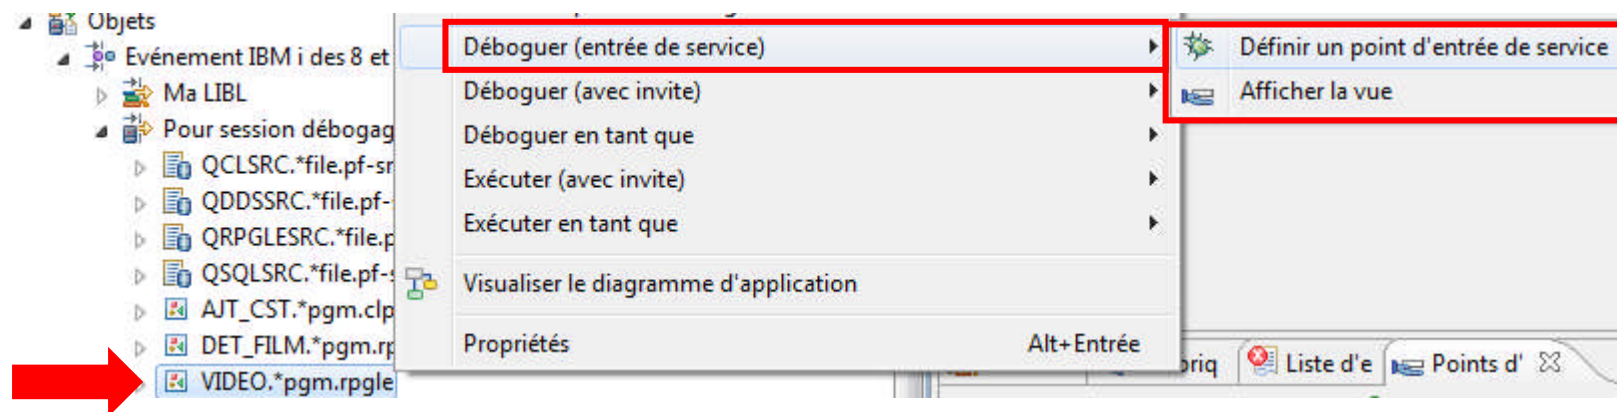 Objets
Evénement IBM i des 8 et
Ma LIBL
Pour session débogag
QCLSRC.*file.pf-sr
QDDSSRC.*file.pf-
QRPGLESRC.*file.p
QSQLSRC.*file.pf-s
AJT_CST.*pgm.clp
DET_FILM.*pgm.rp
VIDEO.*pgm.rpgle
Déboguer (entrée de service)
Déboguer (avec invite)
Déboguer en tant que
Exécuter (avec invite)
Exécuter en tant que
Visualiser le diagramme d'application
Propriétés Alt+Entrée
Définir un point d'entrée de service
Afficher la vue
oriq Liste d'e Points d'